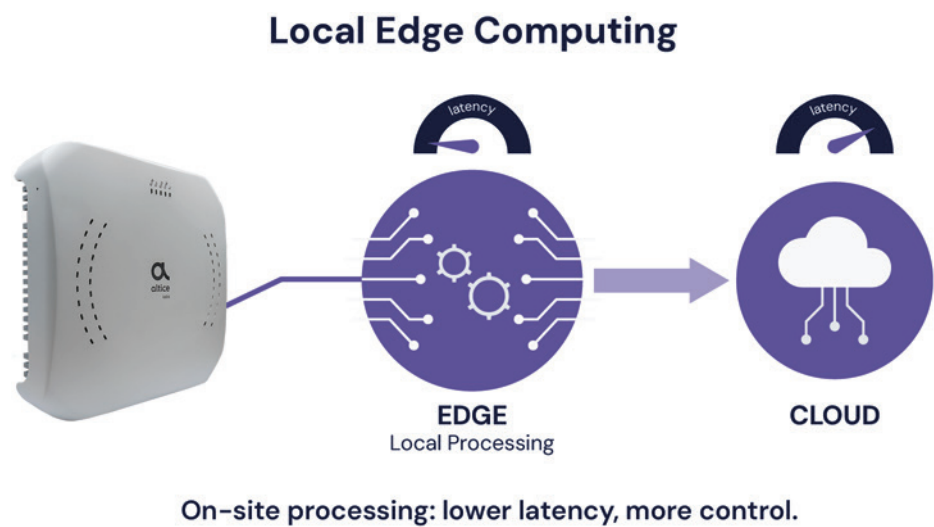 Local Edge Computing
latency
latency
altice
EDGE
Local Processing
CLOUD
On-site processing: lower latency, more control.